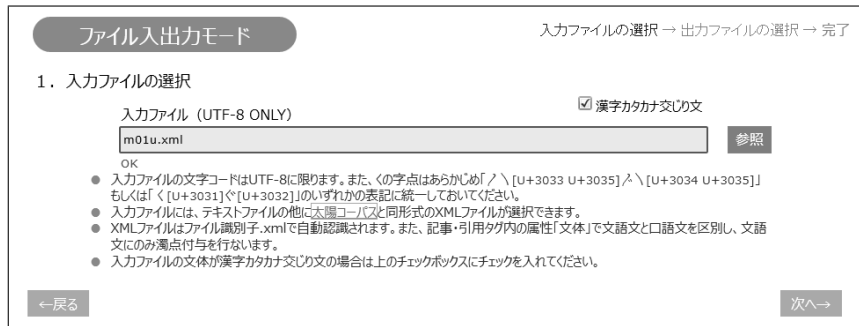 ファイル入出力モード
入力ファイルの選択 → 出力ファイルの選択 → 完了
1. 入力ファイルの選択
入力ファイル (UTF-8 ONLY)
漢字カタカナ交じり文
m01u.xml
参照
OK
● 入力ファイルの文字コードはUTF-8に限ります。また、くの字点はあらかじめ「〳〵[U+3033 U+3035]〴〵[U+3034 U+3035]」
もしくは「〱[U+3031]〲[U+3032]」のいずれかの表記に統一しておいてください。
● 入力ファイルには、テキストファイルの他に太陽コーパスと同形式のXMLファイルが選択できます。
● XMLファイルはファイル識別子.xmlで自動認識されます。また、記事・引用タグ内の属性「文体」で文語文と口語文を区別し、文語
文にのみ濁点付与を行ないます。
● 入力ファイルの文体が漢字カタカナ交じり文の場合は上のチェックボックスにチェックを入れてください。
←戻る
次へ→